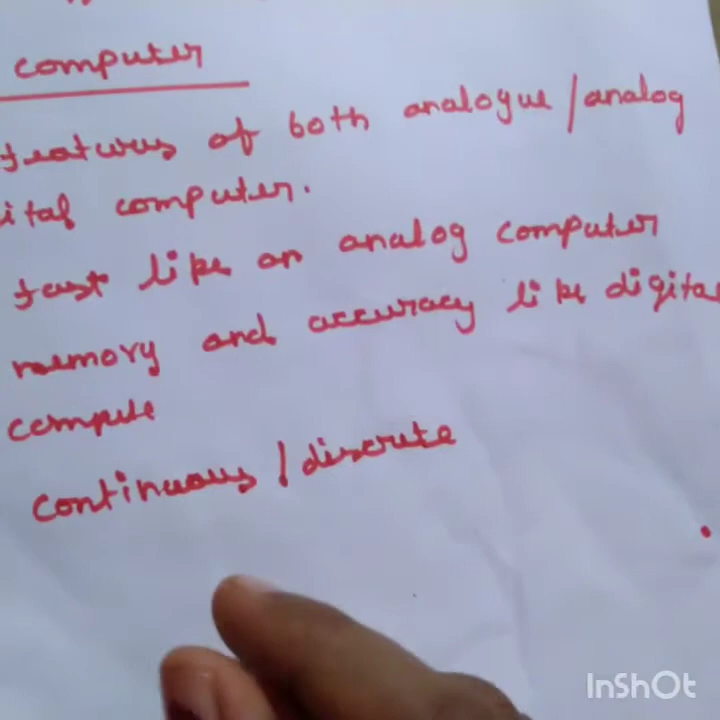 computer
features of both analogue/analog
ital computer.
fast like an analog computer
memory and accuracy like digital
compute
continuous/discrete
InShOt